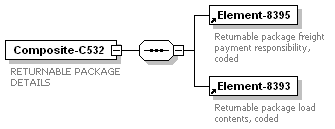 Element-8395
Returnable package freight
payment responsibility,
coded
Composite-C532
RETURNABLE PACKAGE
DETAILS
Element-8393
Returnable package load
contents, coded